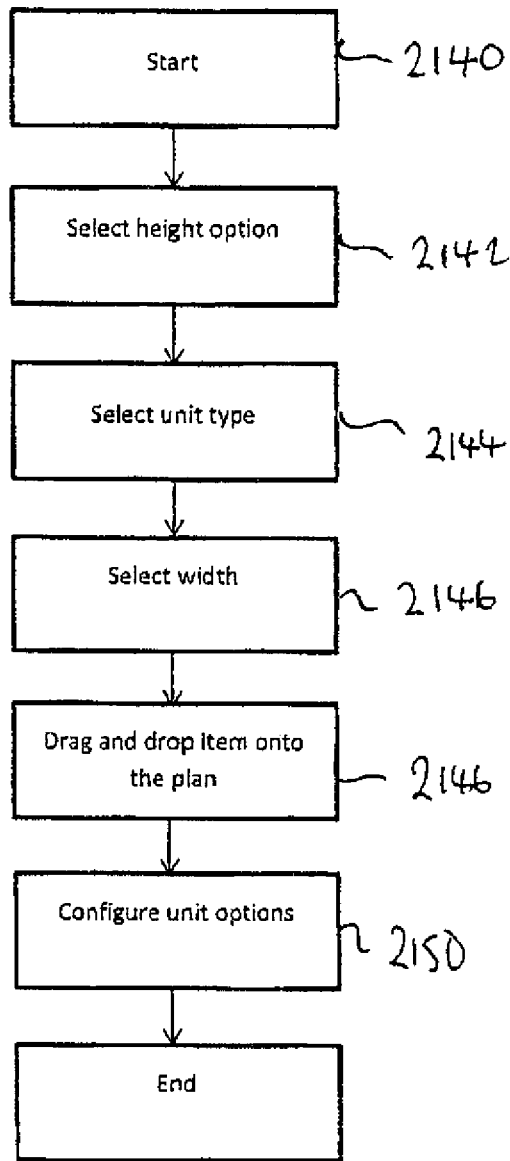 Start
2140
Select height option
2142
Select unit type
2144
Select width
2146
Drag and drop item onto
the plan
2146
Configure unit options
2150
End